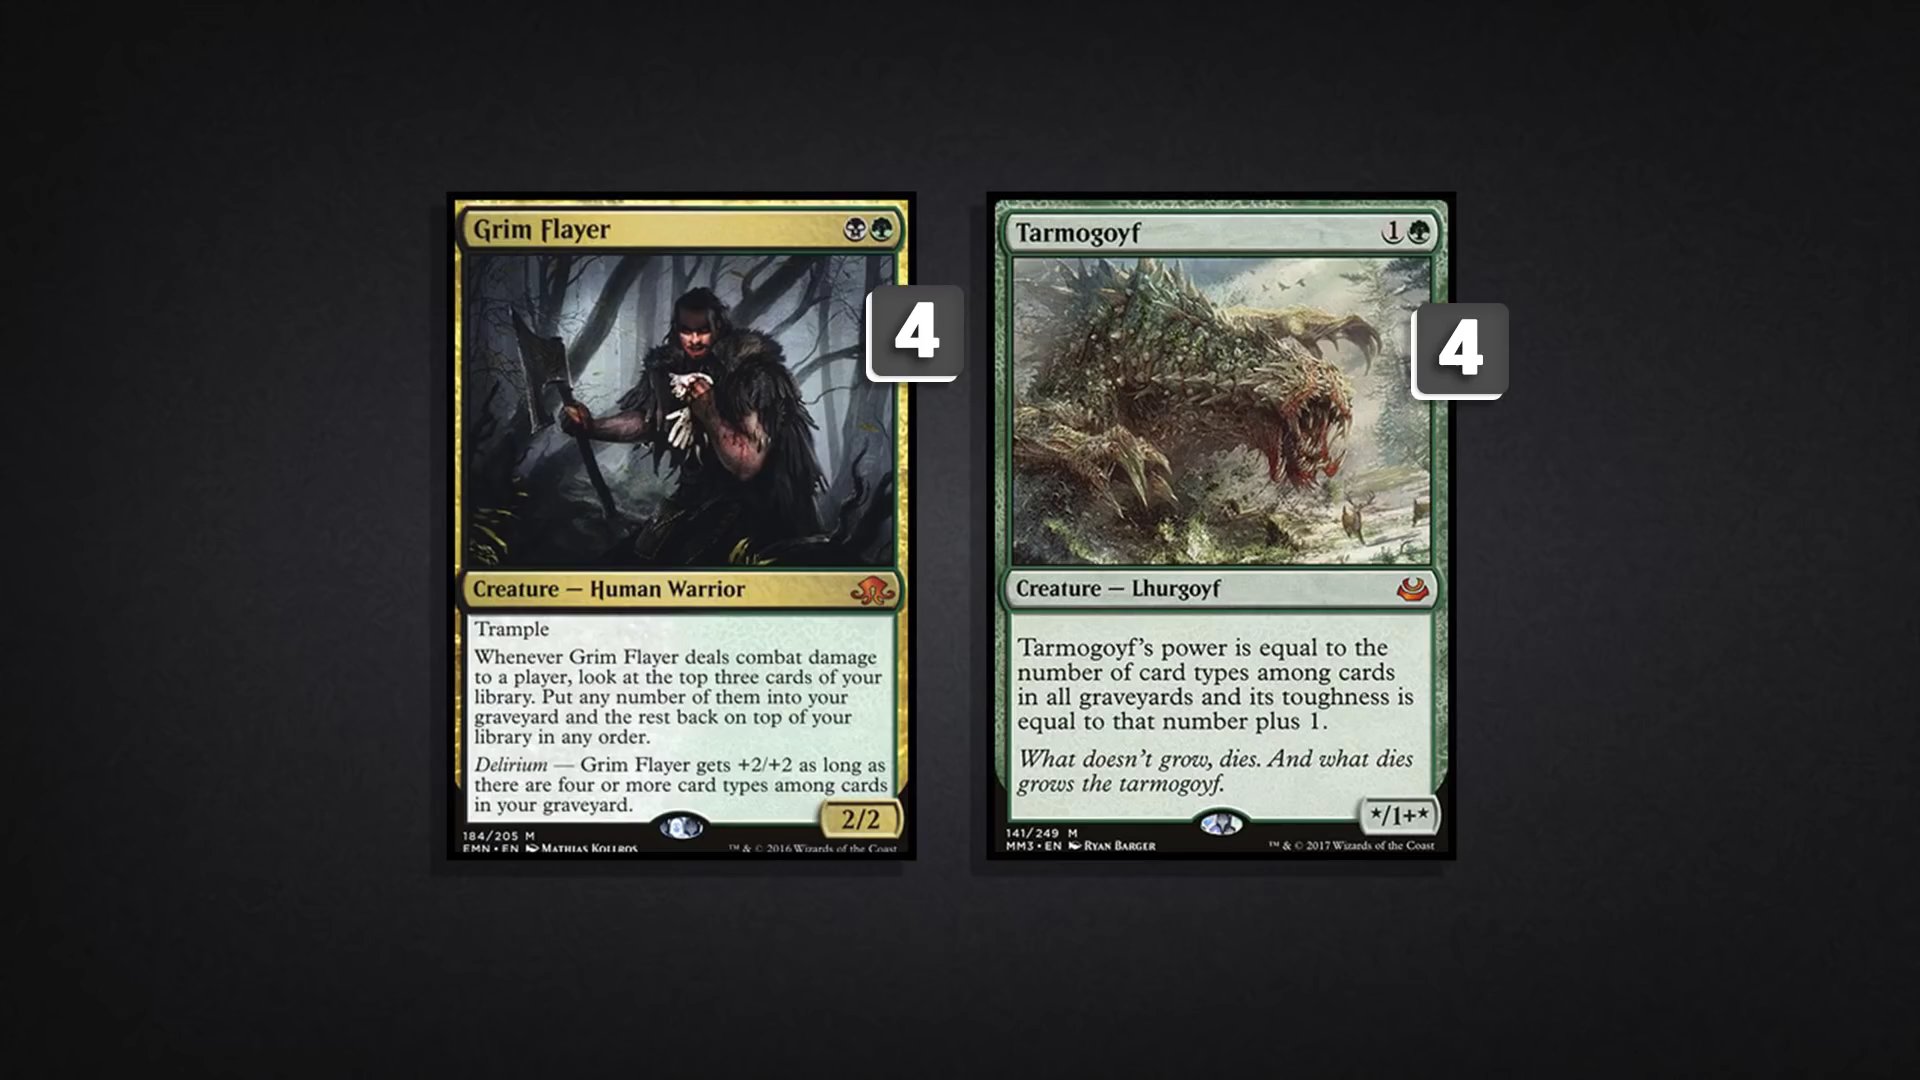 Grim Flayer
4
Creature — Human Warrior
Trample
Whenever Grim Flayer deals combat damage
to a player, look at the top three cards of your
library. Put any number of them into your
graveyard and the rest back on top of your
library in any order.
Delirium — Grim Flayer gets +2/+2 as long as
there are four or more card types among cards
in your graveyard.
2/2
184/205 M
EMN • EN Mathias Kollros
™ & © 2016 Wizards of the Coast
Tarmogoyf
1
4
Creature — Lhurgoyf
Tarmogoyf’s power is equal to the
number of card types among cards
in all graveyards and its toughness is
equal to that number plus 1.
What doesn’t grow, dies. And what dies
grows the tarmogoyf.
*/1+*
141/249 M
MM3 • EN Ryan Barger
™ & © 2017 Wizards of the Coast